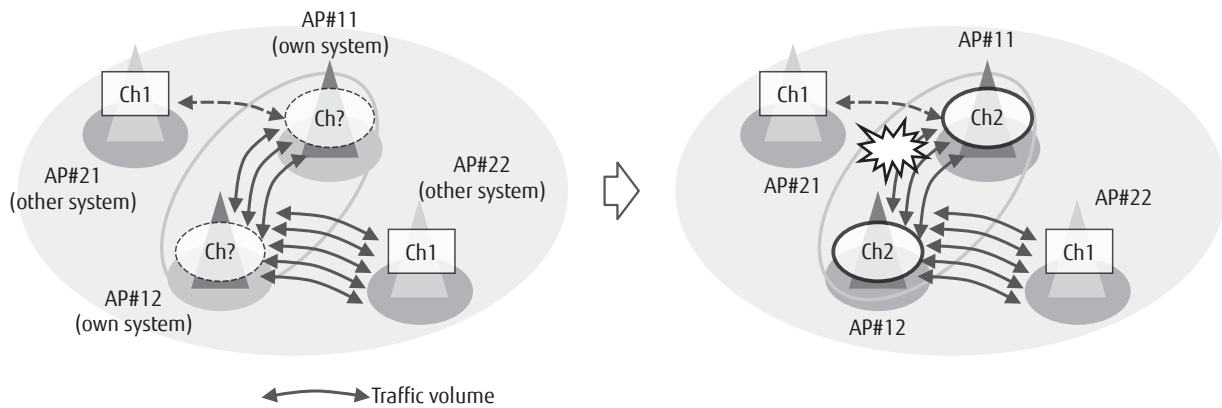 AP#11
(own system)
Ch1
Ch?
AP#21
(other system)
AP#22
(other system)
Ch?
Ch1
AP#12
(own system)
Traffic volume
AP#11
Ch1
Ch2
AP#21
AP#22
Ch2
Ch1
AP#12